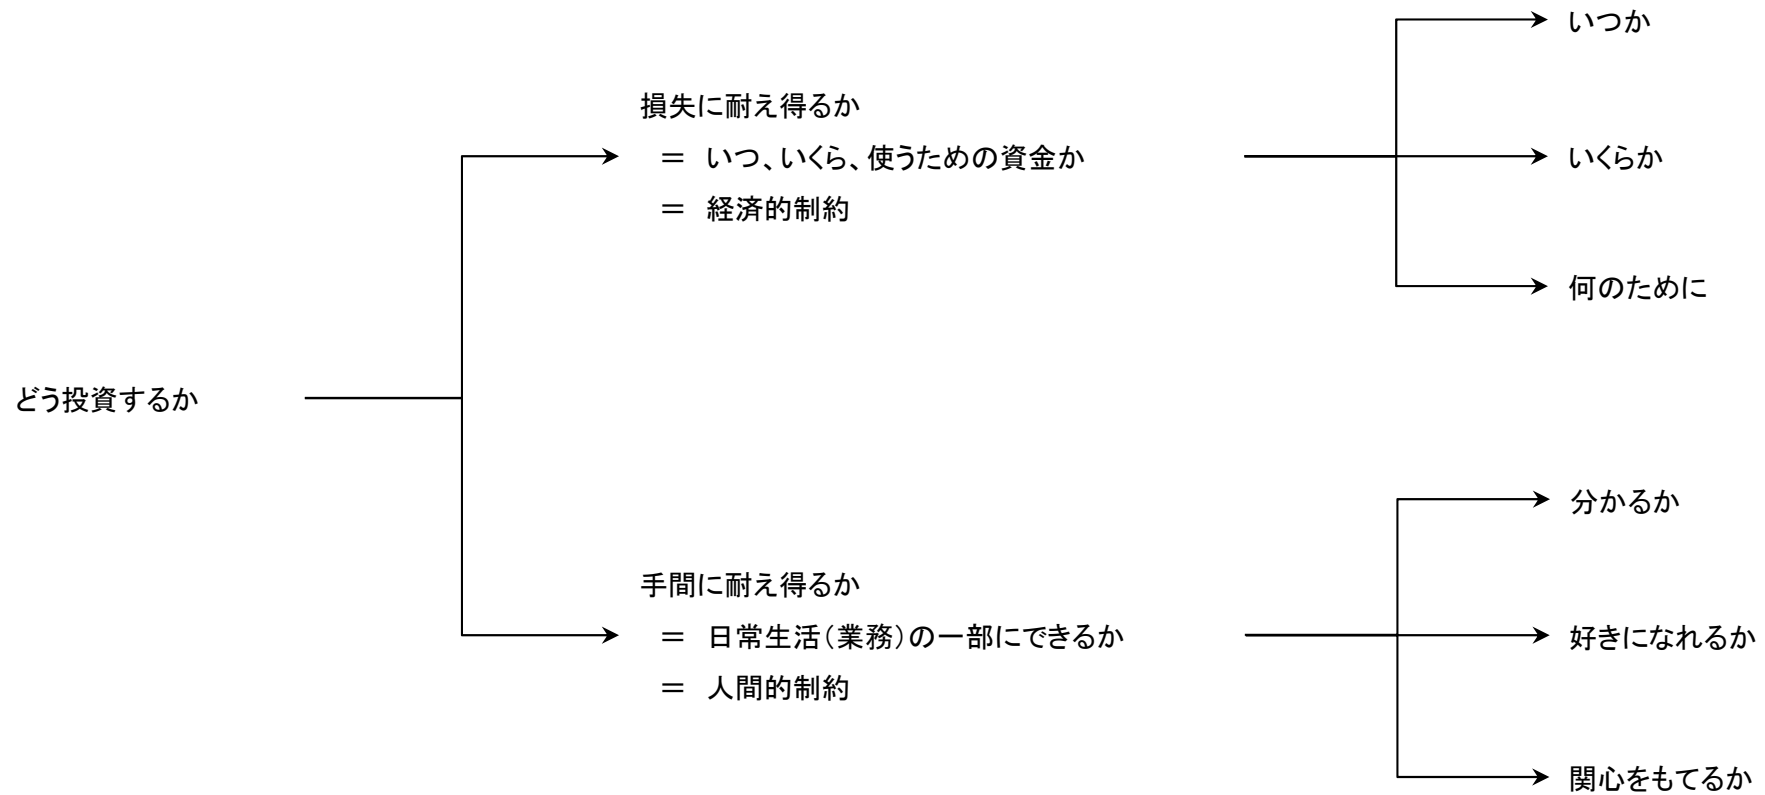 どう投資するか
損失に耐え得るか
＝ いつ、いくら、使うための資金か
＝ 経済的制約
いつか
いくらか
何のために
手間に耐え得るか
＝ 日常生活（業務）の一部にできるか
＝ 人間的制約
分かるか
好きになれるか
関心をもてるか